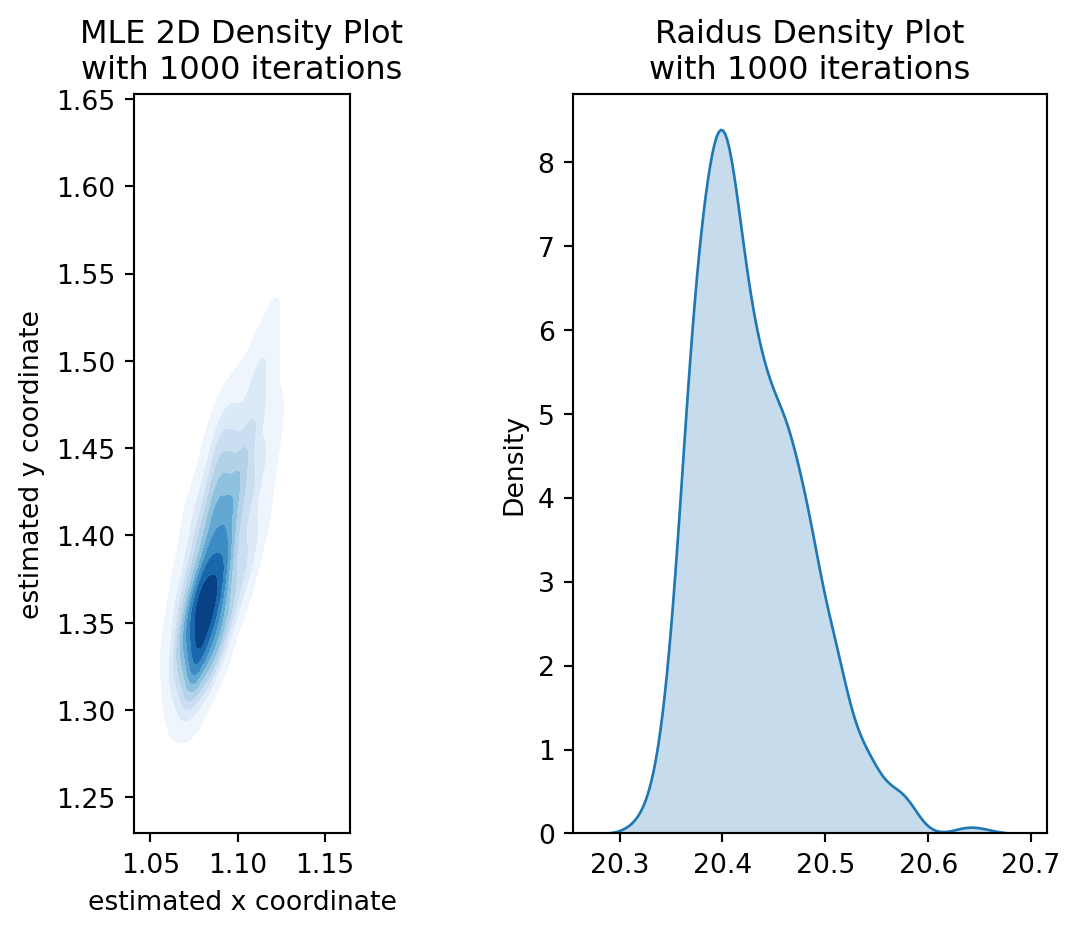 MLE 2D Density Plot
with 1000 iterations
1.65
1.60
1.55
1.50
1.45
1.40
1.35
1.30
1.25
estimated y coordinate
1.05 1.10 1.15
estimated x coordinate
Raidus Density Plot
with 1000 iterations
8
7
6
5
4
3
2
1
0
Density
20.3 20.4 20.5 20.6 20.7